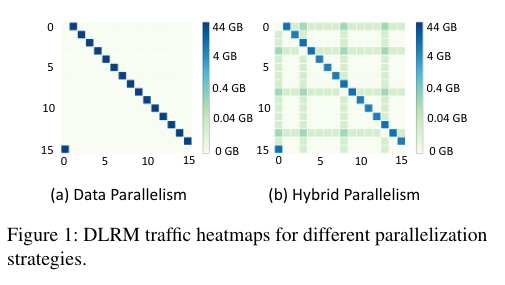 0
5
10
15
0
5
10
15
44 GB
4 GB
0.4 GB
0.04 GB
0 GB
0
5
10
15
0
5
10
15
44 GB
4 GB
0.4 GB
0.04 GB
0 GB
(a) Data Parallelism
(b) Hybrid Parallelism
Figure 1: DLRM traffic heatmaps for different parallelization
strategies.